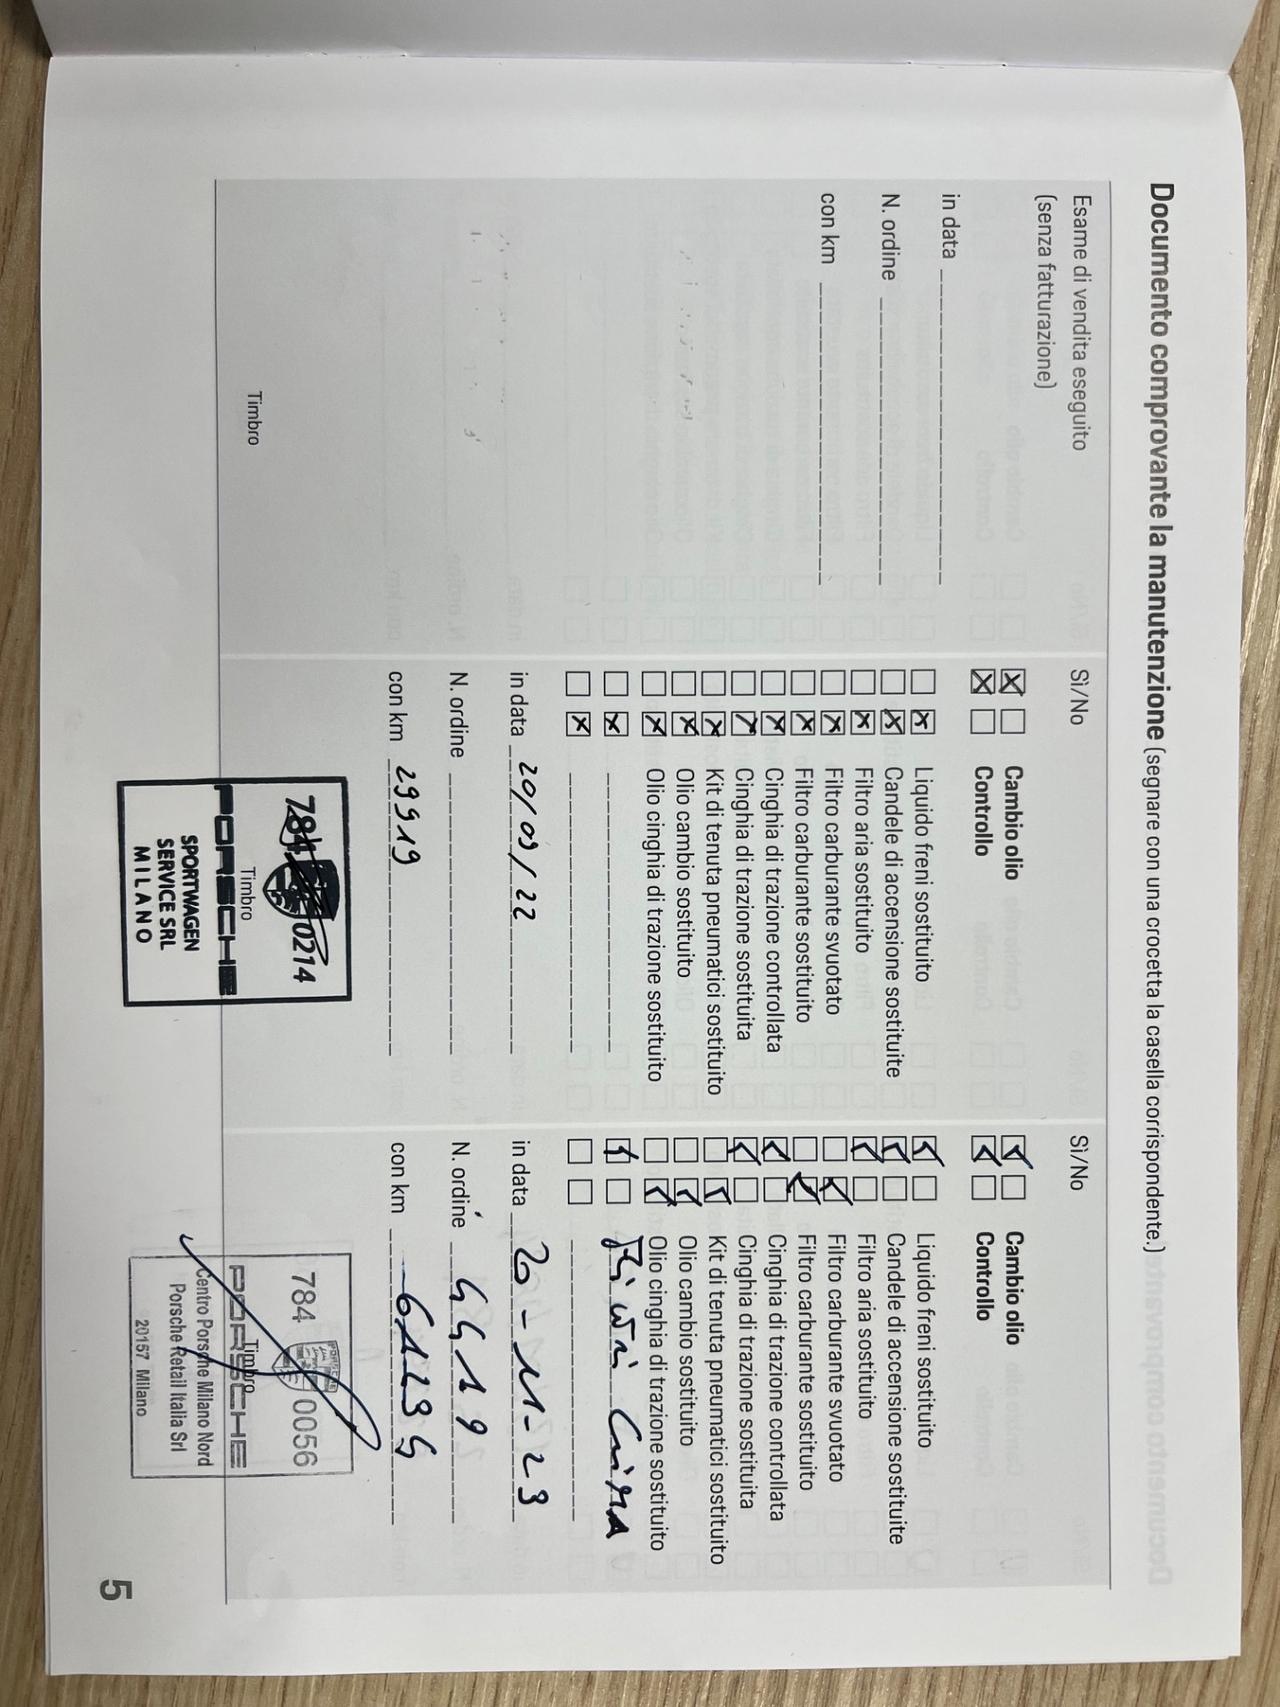 Documento comprovante la manutenzione (segnare con una crocetta la casella corrispondente.)
Esame di vendita eseguito
(senza fatturazione)
in data
N. ordine
con km
Timbro
Sì/No
Cambio olio
Controllo
Liquido freni sostituito
Candele di accensione sostituite
Filtro aria sostituito
Filtro carburante svuotato
Filtro carburante sostituito
Cinghia di trazione controllata
Cinghia di trazione sostituita
Kit di tenuta pneumatici sostituito
Olio cambio sostituito
Olio cinghia di trazione sostituito
in data 20/09/22
N. ordine
con km 29919
784 0214
Timbro
PORSCHE
SPORTWAGEN
SERVICE SRL
MILANO
Sì/No
Cambio olio
Controllo
Liquido freni sostituito
Candele di accensione sostituite
Filtro aria sostituito
Filtro carburante svuotato
Filtro carburante sostituito
Cinghia di trazione controllata
Cinghia di trazione sostituita
Kit di tenuta pneumatici sostituito
Olio cambio sostituito
Olio cinghia di trazione sostituito
in data 20-11-23
N. ordine
con km
784 0056
Timbro
PORSCHE
Centro Porsche Milano Nord
Porsche Retail Italia Srl
20157 Milano
5